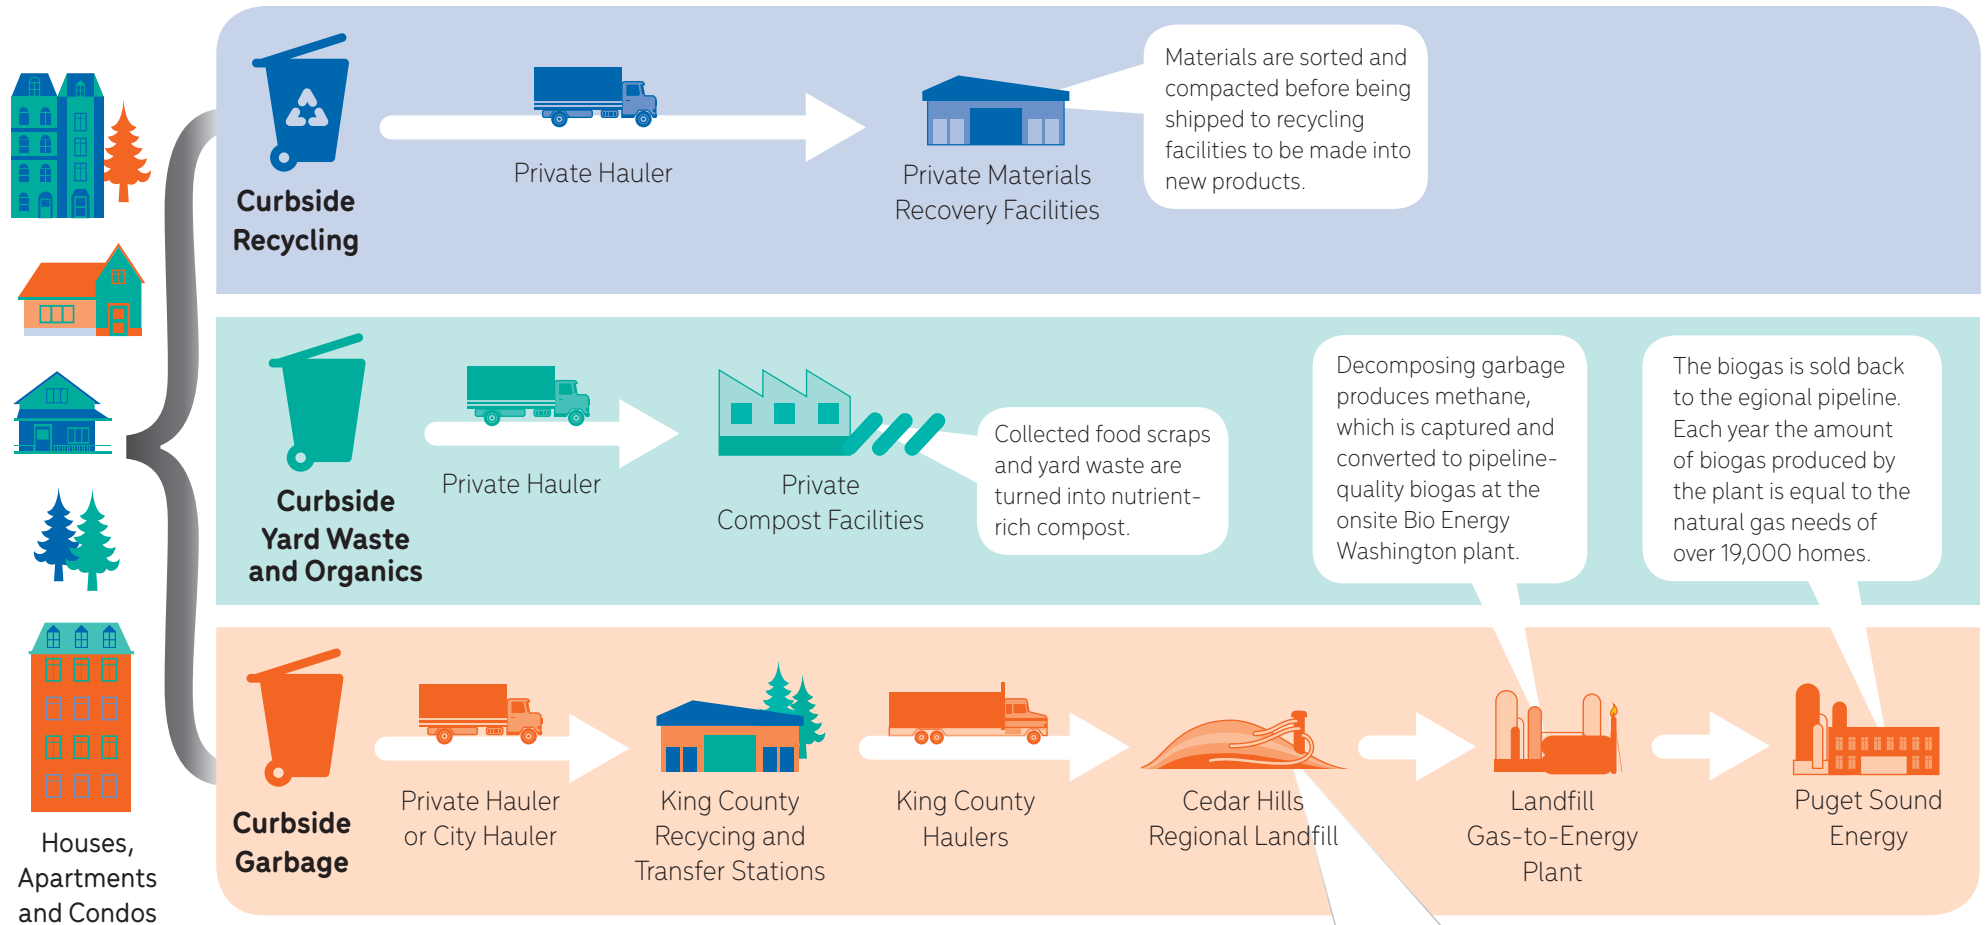 Houses,
Apartments
and Condos
Curbside
Recycling
Private Hauler
Private Materials
Recovery Facilities
Materials are sorted and
compacted before being
shipped to recycling
facilities to be made into
new products.
Curbside
Yard Waste
and Organics
Private Hauler
Private
Compost Facilities
Collected food scraps
and yard waste are
turned into nutrient-
rich compost.
Decomposing garbage
produces methane,
which is captured and
converted to pipeline-
quality biogas at the
onsite Bio Energy
Washington plant.
The biogas is sold back
to the egional pipeline.
Each year the amount
of biogas produced by
the plant is equal to the
natural gas needs of
over 19,000 homes.
Curbside
Garbage
Private Hauler
or City Hauler
King County
Recycing and
Transfer Stations
King County
Haulers
Cedar Hills
Regional Landfill
Landfill
Gas-to-Energy
Plant
Puget Sound
Energy